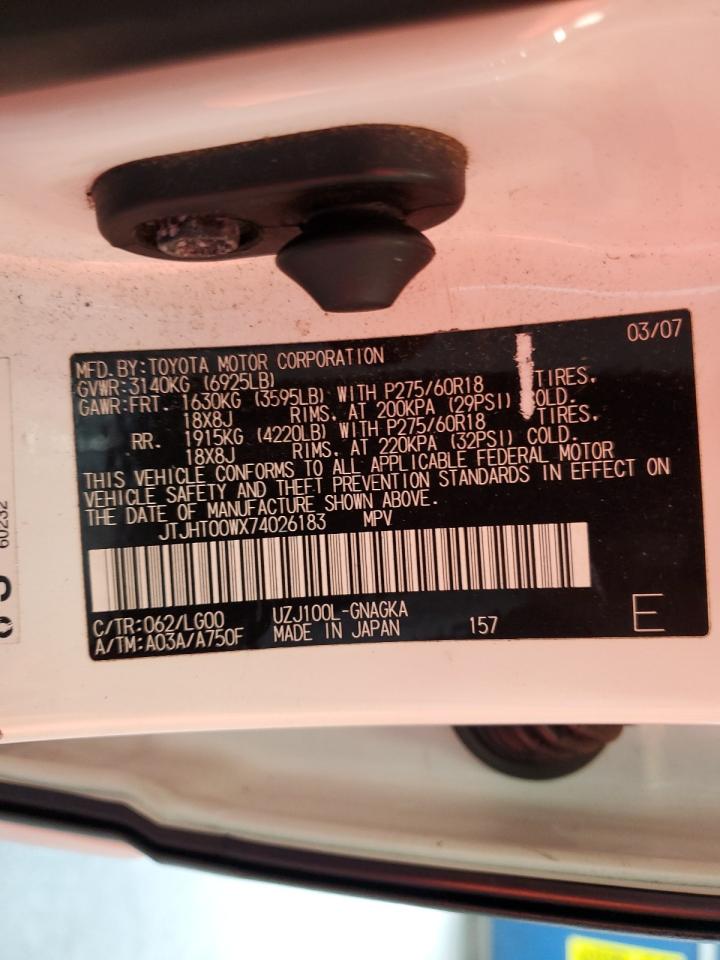 03/07
MFD.BY:TOYOTA MOTOR CORPORATION
GVWR:3140KG (6925LB)
GAWR:FRT. 1630KG (3595LB) WITH P275/60R18 TIRES.
18X8J RIMS. AT 200KPA (29PSI) COLD.
RR. 1915KG (4220LB) WITH P275/60R18 TIRES.
18X8J RIMS. AT 220KPA (32PSI) COLD.
THIS VEHICLE CONFORMS TO ALL APPLICABLE FEDERAL MOTOR
VEHICLE SAFETY AND THEFT PREVENTION STANDARDS IN EFFECT ON
THE DATE OF MANUFACTURE SHOWN ABOVE.
JTJHT00WX74026183 MPV
C/TR:062/LG00 UZJ100L-GNAGKA
A/TM:A03A/A750F MADE IN JAPAN 157 E
60232